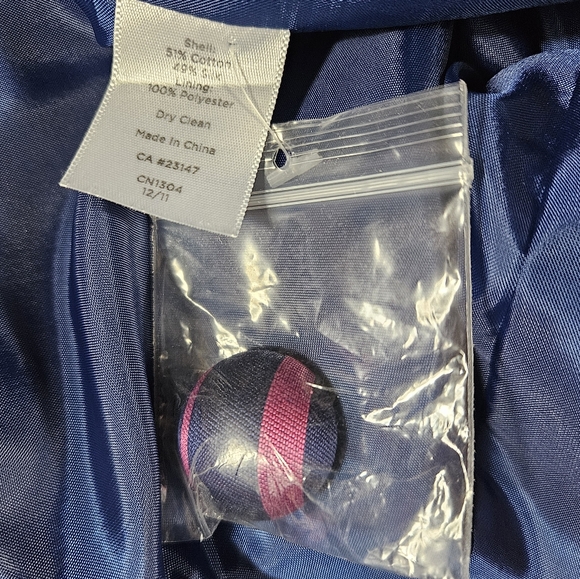 Shell:
51% Cotton
49% Silk
Lining:
100% Polyester
Dry Clean
Made In China
CA #23147
CN1304
12/11